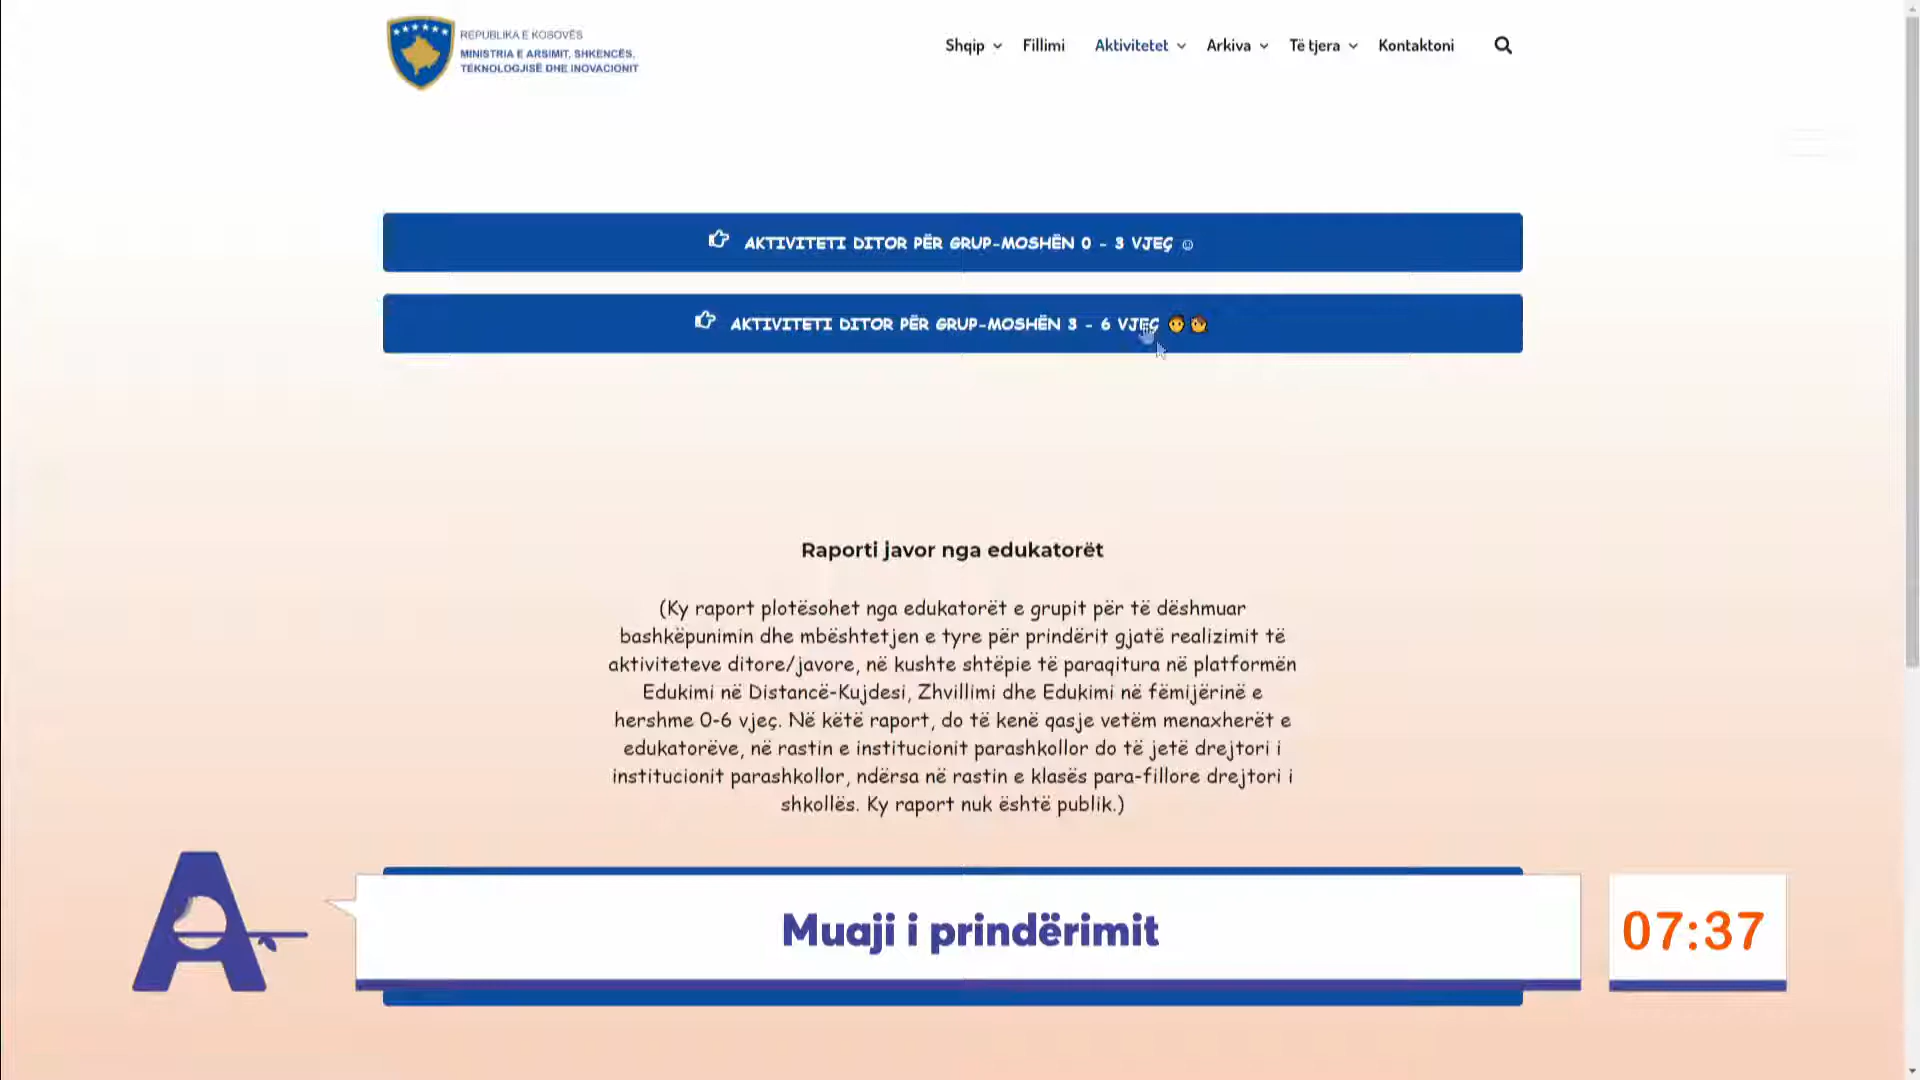 REPUBLIKA E KOSOVËS
MINISTRIA E ARSIMIT, SHKENCËS,
TEKNOLOGJISË DHE INOVACIONIT
Shqip Fillimi Aktivitetet Arkiva Të tjera Kontaktoni
AKTIVITETI DITOR PËR GRUP-MOSHËN 0 - 3 VJEÇ ☺
AKTIVITETI DITOR PËR GRUP-MOSHËN 3 - 6 VJEÇ
Raporti javor nga edukatorët
(Ky raport plotësohet nga edukatorët e grupit për të dëshmuar
bashkëpunimin dhe mbështetjen e tyre për prindërit gjatë realizimit të
aktiviteteve ditore/javore, në kushte shtëpie të paraqitura në platformën
Edukimi në Distancë-Kujdesi, Zhvillimi dhe Edukimi në fëmijërinë e
hershme 0-6 vjeç. Në këtë raport, do të kenë qasje vetëm menaxherët e
edukatorëve, në rastin e institucionit parashkollor do të jetë drejtori i
institucionit parashkollor, ndërsa në rastin e klasës para-fillore drejtori i
shkollës. Ky raport nuk është publik.)
A
Muaji i prindërimit
07:37